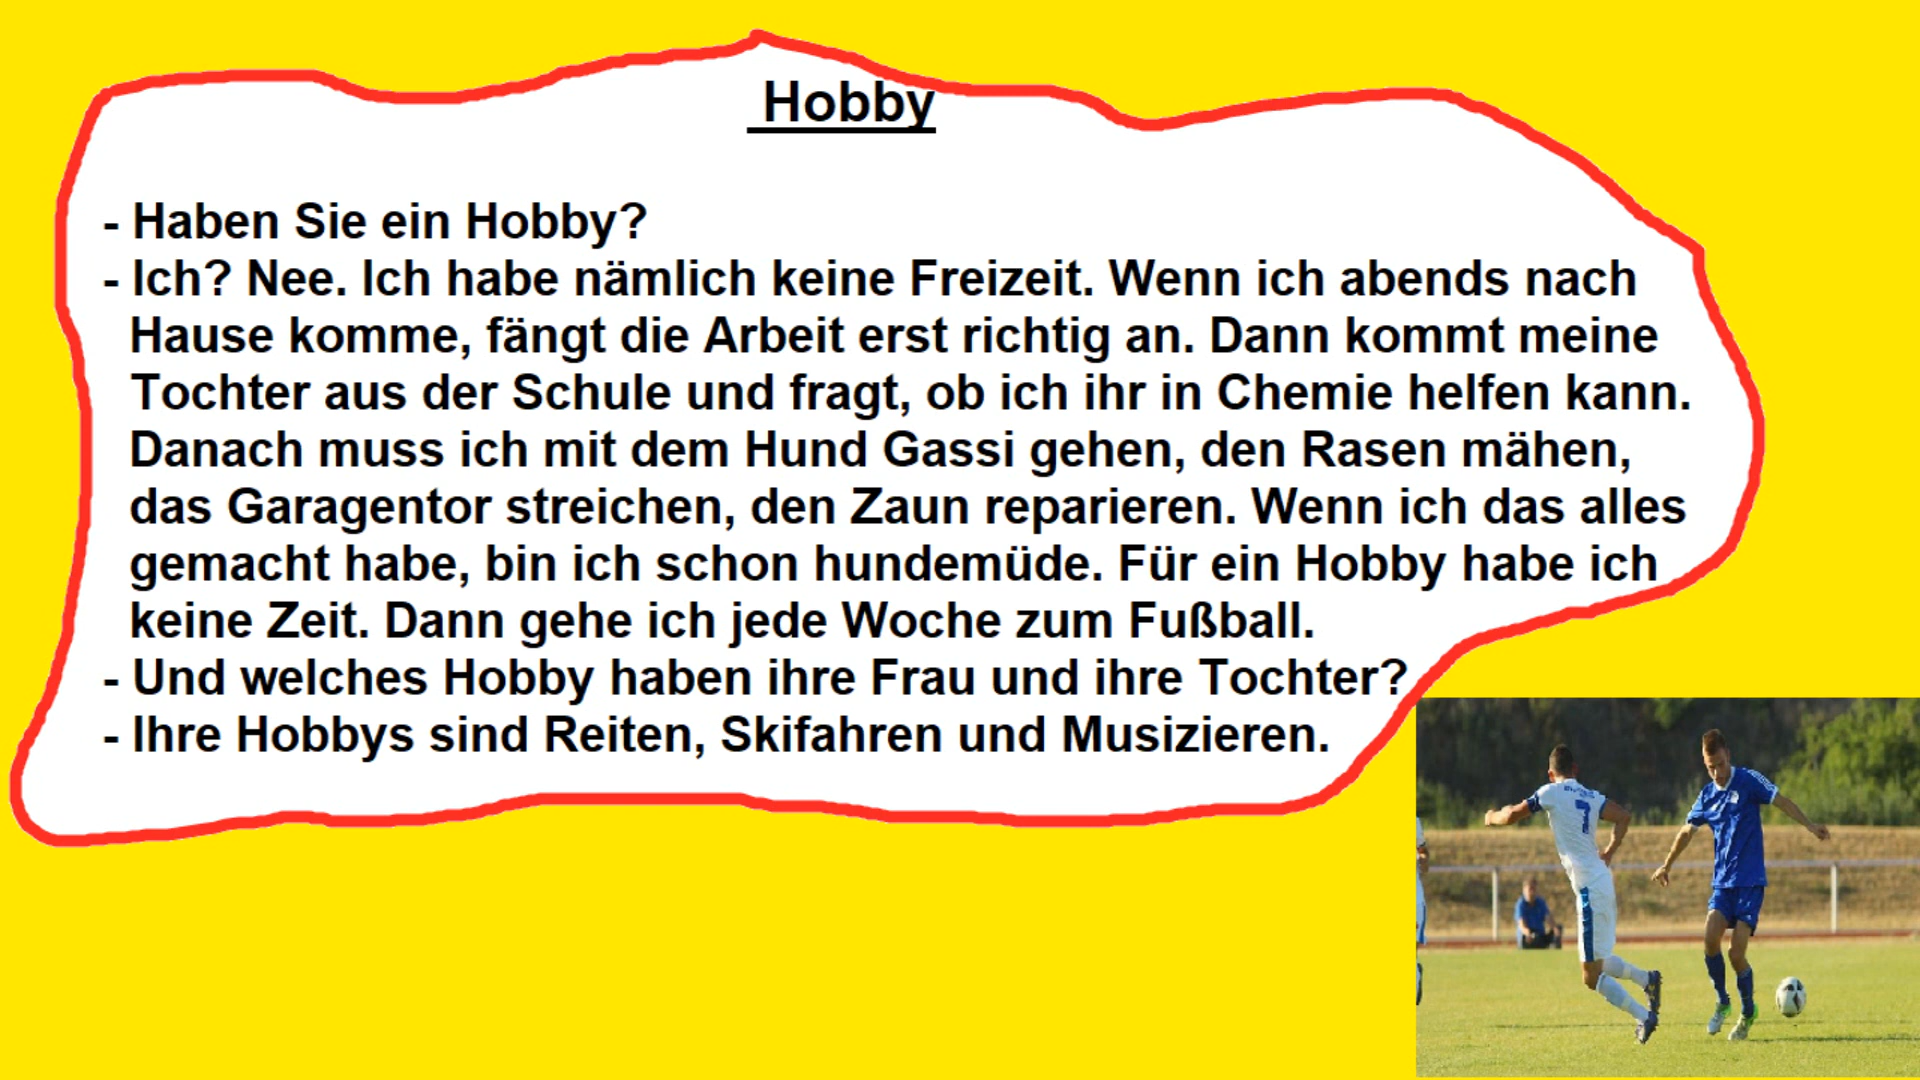 Hobby
- Haben Sie ein Hobby?
- Ich? Nee. Ich habe nämlich keine Freizeit. Wenn ich abends nach
Hause komme, fängt die Arbeit erst richtig an. Dann kommt meine
Tochter aus der Schule und fragt, ob ich ihr in Chemie helfen kann.
Danach muss ich mit dem Hund Gassi gehen, den Rasen mähen,
das Garagentor streichen, den Zaun reparieren. Wenn ich das alles
gemacht habe, bin ich schon hundemüde. Für ein Hobby habe ich
keine Zeit. Dann gehe ich jede Woche zum Fußball.
- Und welches Hobby haben ihre Frau und ihre Tochter?
- Ihre Hobbys sind Reiten, Skifahren und Musizieren.
7